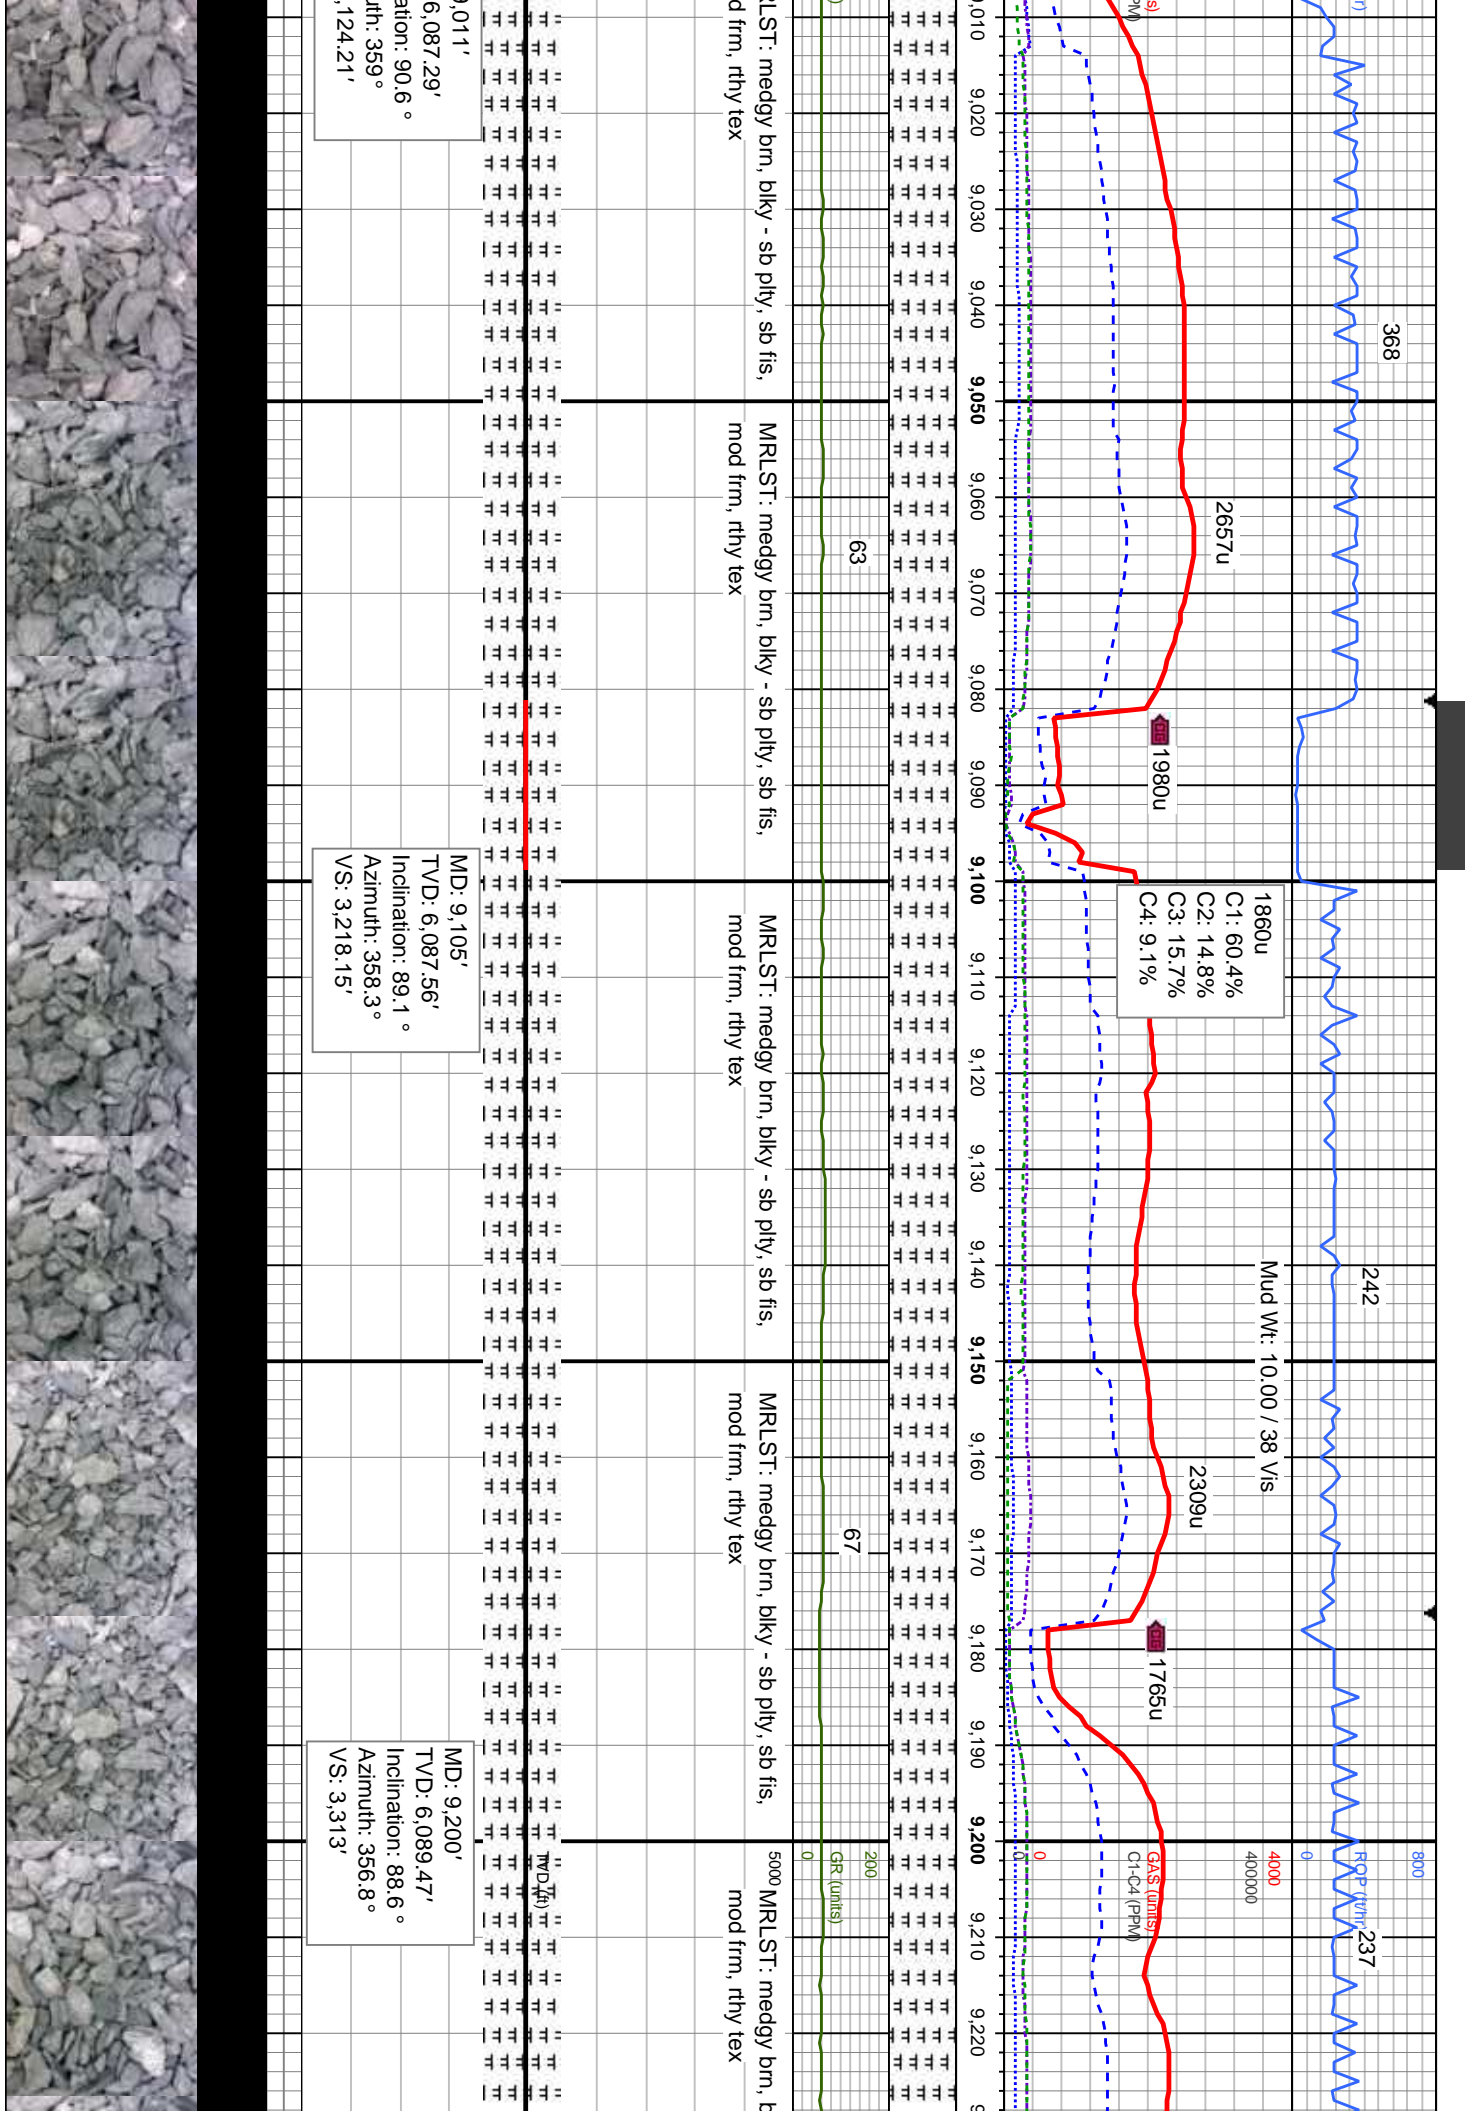 800
ROP (ft/hr)
0
4000
400000
GAS (units)
C1-C4 (PPM)
0
0
368
242
237
Mud Wt: 10.00 / 38 Vis
2657u
1980u
1860u
C1: 60.4%
C2: 14.8%
C3: 15.7%
C4: 9.1%
2309u
1765u
9,010
9,020
9,030
9,040
9,050
9,060
9,070
9,080
9,090
9,100
9,110
9,120
9,130
9,140
9,150
9,160
9,170
9,180
9,190
9,200
9,210
9,220
200
GR (units)
0
63
67
RLST: medgy brn, blky - sb plty, sb fis,
d frm, rthy tex
MRLST: medgy brn, blky - sb plty, sb fis,
mod frm, rthy tex
MRLST: medgy brn, blky - sb plty, sb fis,
mod frm, rthy tex
MRLST: medgy brn, blky - sb plty, sb fis,
mod frm, rthy tex
5000
MRLST: medgy brn, b
mod frm, rthy tex
TVD (ft)
9,011'
6,087.29'
ation: 90.6 °
uth: 359°
,124.21'
MD: 9,105'
TVD: 6,087.56'
Inclination: 89.1 °
Azimuth: 358.3°
VS: 3,218.15'
MD: 9,200'
TVD: 6,089.47'
Inclination: 88.6 °
Azimuth: 356.8°
VS: 3,313'